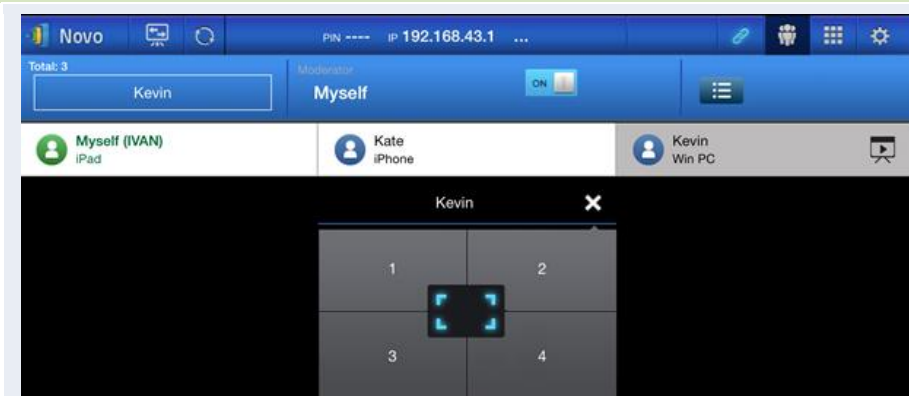 Novo PIN ---- IP 192.168.43.1 ...
Total: 3
Kevin
Moderator
Myself
ON
Myself (IVAN)
iPad
Kate
iPhone
Kevin
Win PC
Kevin
1 2
3 4